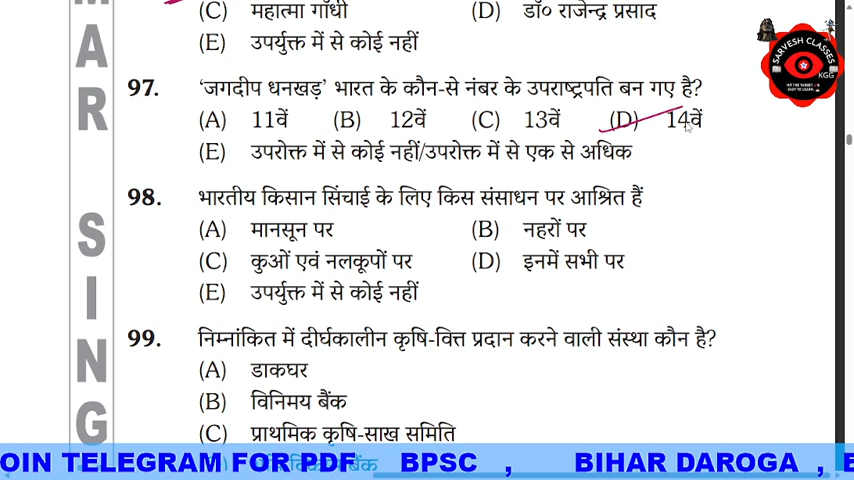 (C) महात्मा गाँधी (D) डॉ० राजेन्द्र प्रसाद
(E) उपर्युक्त में से कोई नहीं
97. 'जगदीप धनखड़' भारत के कौन-से नंबर के उपराष्ट्रपति बन गए है?
(A) 11वें (B) 12वें (C) 13वें (D) 14वें
(E) उपरोक्त में से कोई नहीं/उपरोक्त में से एक से अधिक
98. भारतीय किसान सिंचाई के लिए किस संसाधन पर आश्रित हैं
(A) मानसून पर (B) नहरों पर
(C) कुओं एवं नलकूपों पर (D) इनमें सभी पर
(E) उपर्युक्त में से कोई नहीं
99. निम्नांकित में दीर्घकालीन कृषि-वित्त प्रदान करने वाली संस्था कौन है?
(A) डाकघर
(B) विनिमय बैंक
(C) प्राथमिक कृषि-साख समिति
OIN TELEGRAM FOR PDF BPSC , BIHAR DAROGA ,
AR SING
SARVESH CLASSES
KGG